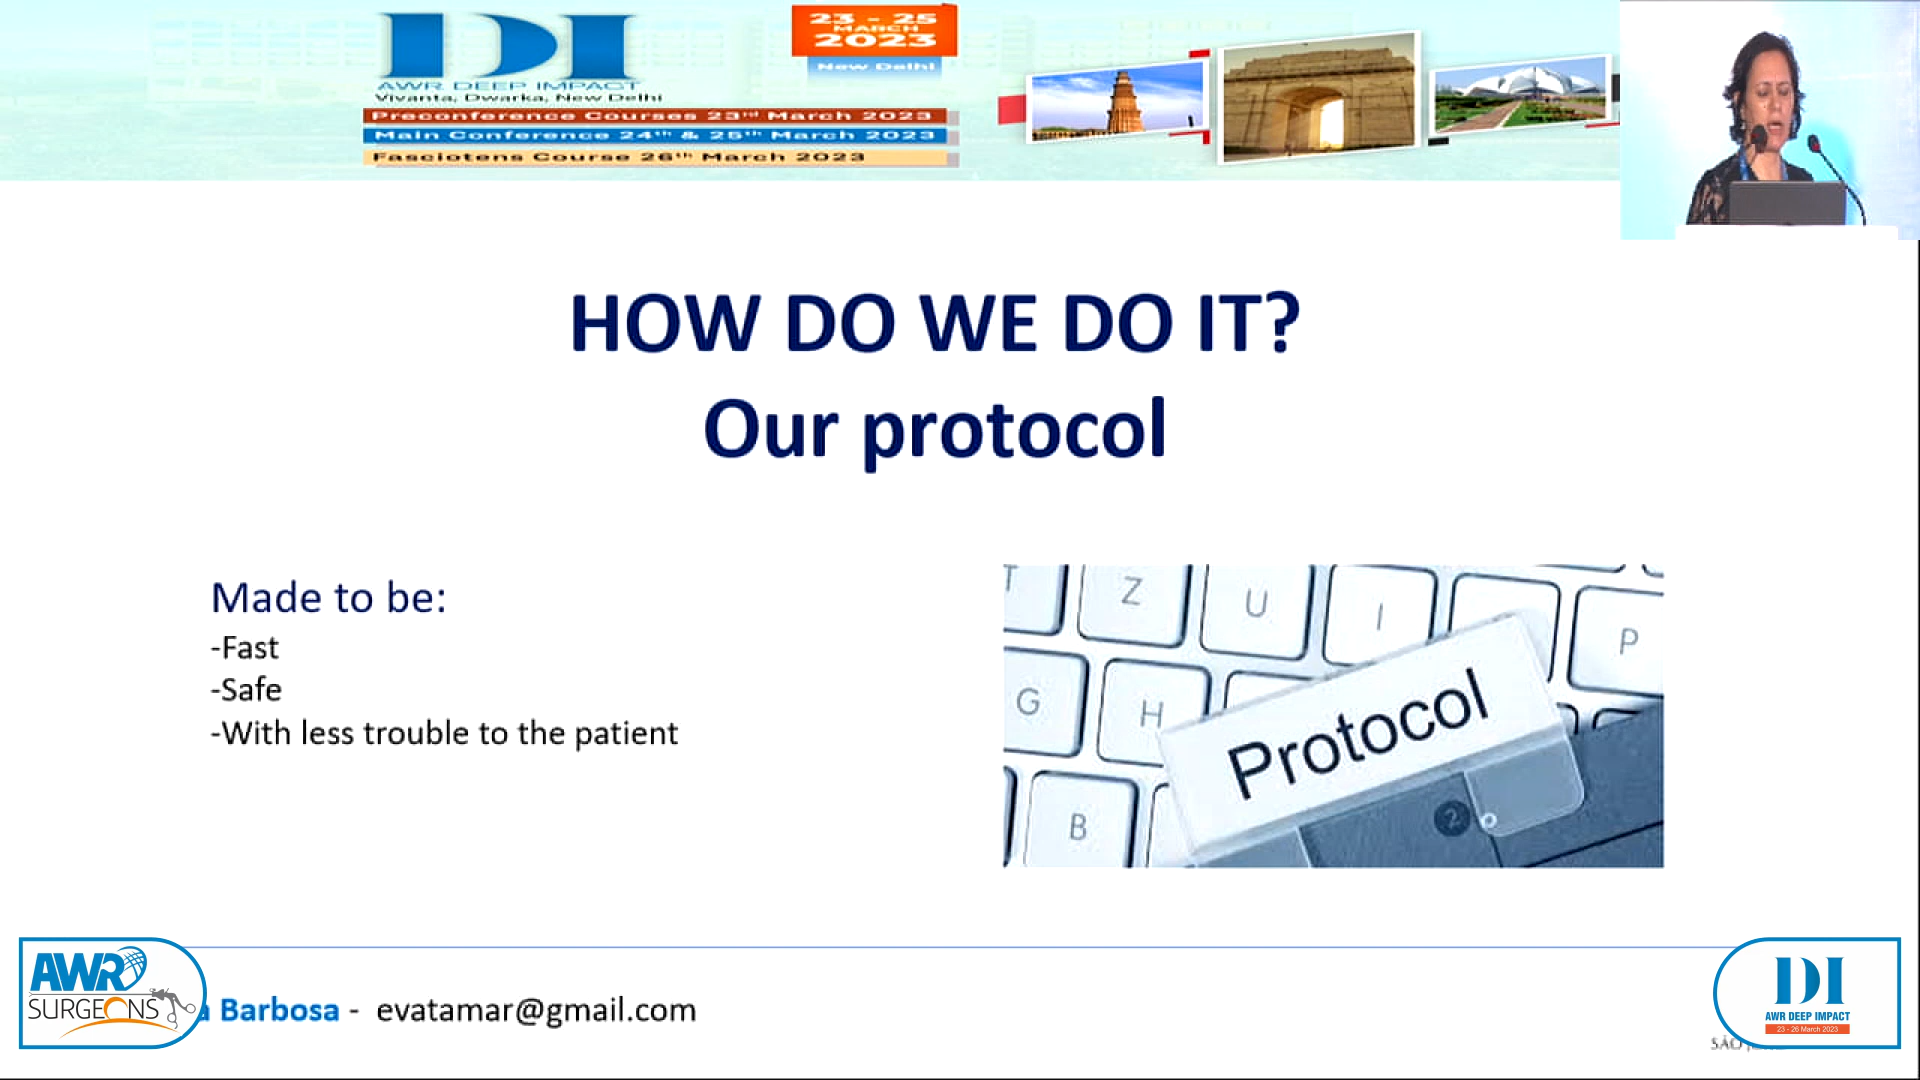 DI
23 - 25
MARCH
2023
New Delhi
AWR DEEP IMPACT
Vivanta, Dwarka, New Delhi
Preconference Courses 23rd March 2023
Main Conference 24th & 25th March 2023
Fasciotens Course 26th March 2023
HOW DO WE DO IT?
Our protocol
Made to be:
-Fast
-Safe
-With less trouble to the patient
T Z U I P
G H
B
Protocol
2
AWR
SURGEONS
a Barbosa - evatamar@gmail.com
DI
AWR DEEP IMPACT
23 - 26 March 2023
SÃO